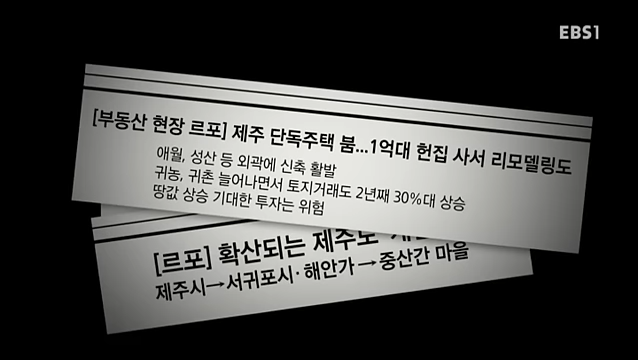 EBS1
[부동산 현장 르포] 제주 단독주택 붐...1억대 헌집 사서 리모델링도
애월, 성산 등 외곽에 신축 활발
귀농, 귀촌 늘어나면서 토지거래도 2년째 30%대 상승
땅값 상승 기대한 투자는 위험
[르포] 확산되는 제주도
제주시→서귀포시·해안가→중산간 마을